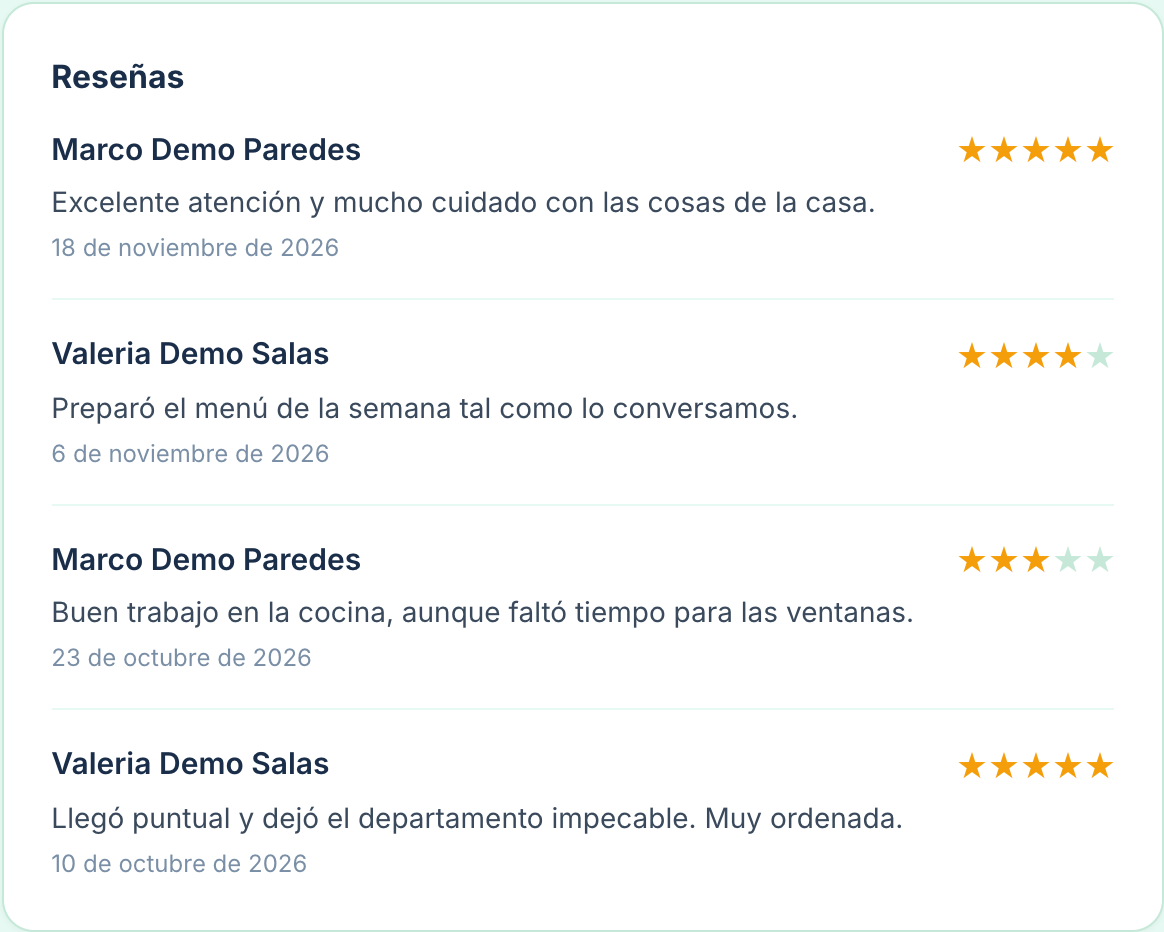 Reseñas
Marco Demo Paredes ★★★★★
Excelente atención y mucho cuidado con las cosas de la casa.
18 de noviembre de 2026
Valeria Demo Salas ★★★★★
Preparó el menú de la semana tal como lo conversamos.
6 de noviembre de 2026
Marco Demo Paredes ★★★★★
Buen trabajo en la cocina, aunque faltó tiempo para las ventanas.
23 de octubre de 2026
Valeria Demo Salas ★★★★★
Llegó puntual y dejó el departamento impecable. Muy ordenada.
10 de octubre de 2026